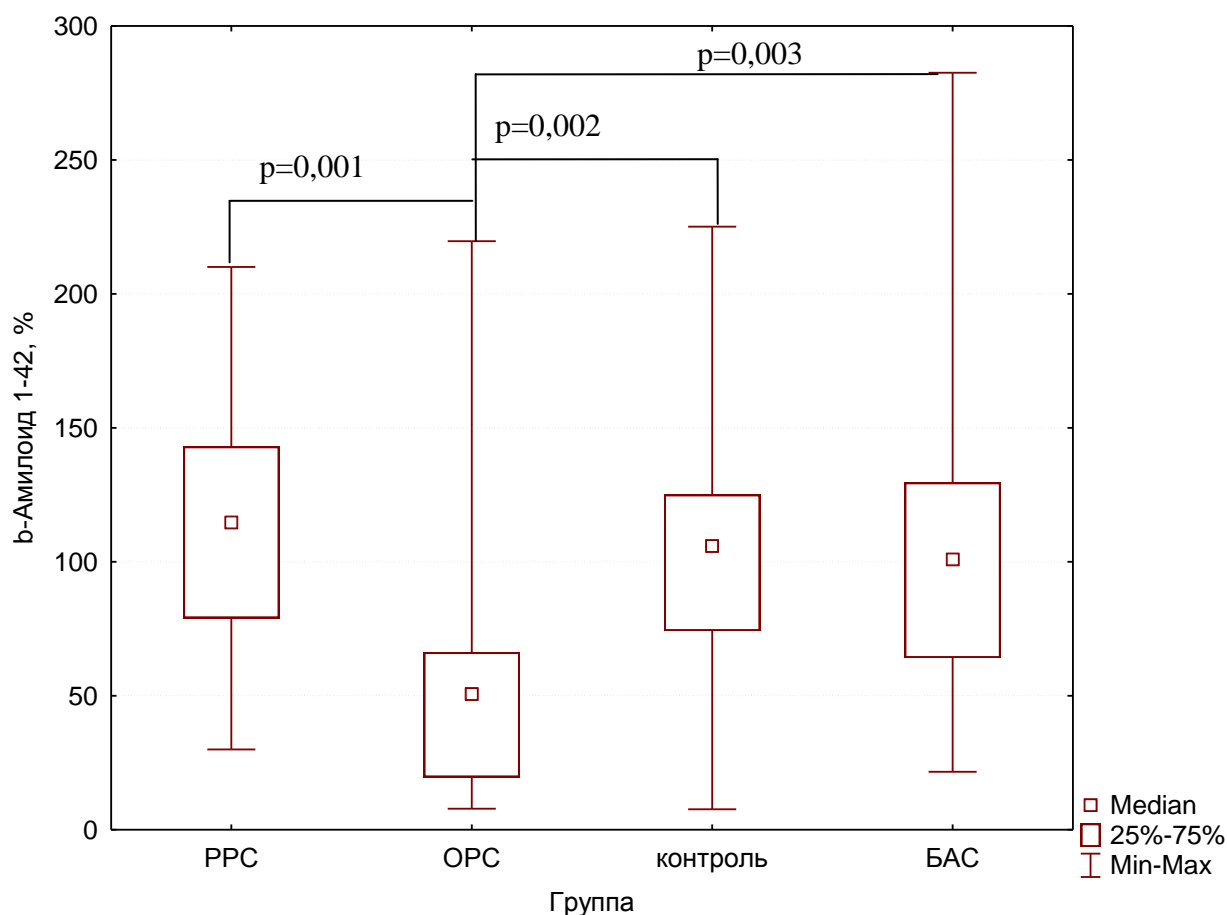 300
250
200
150
100
50
0
b-Амилоид 1-42, %
p=0,003
p=0,002
p=0,001
РРС
ОРС
контроль
БАС
Группа
Median
25%-75%
Min-Max